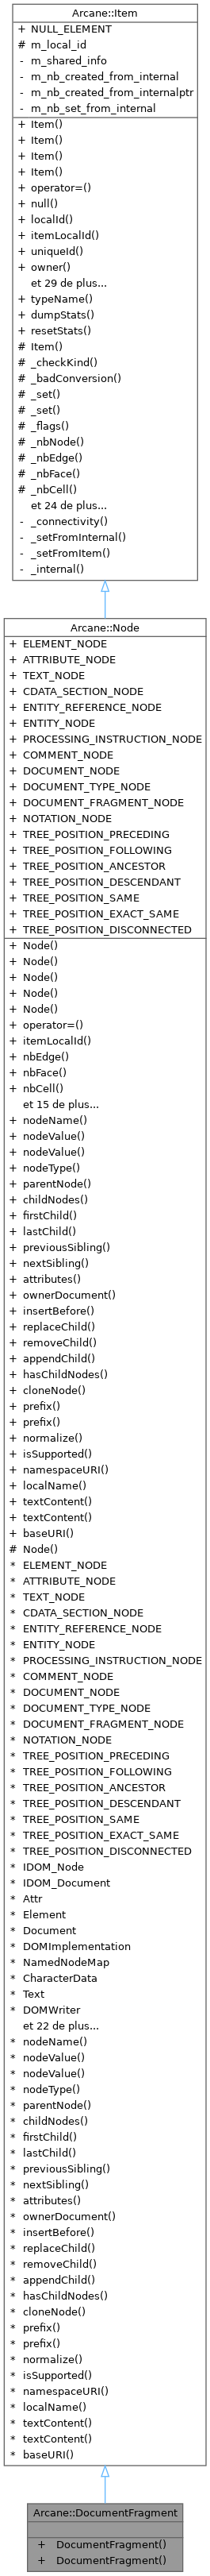 Arcane::Item
+ NULL_ELEMENT
# m_local_id
- m_shared_info
- m_nb_created_from_internal
- m_nb_created_from_internalptr
- m_nb_set_from_internal
+ Item()
+ Item()
+ Item()
+ Item()
+ operator=()
+ null()
+ localId()
+ itemLocalId()
+ uniqueId()
+ owner()
et 29 de plus...
+ typeName()
+ dumpStats()
+ resetStats()
# Item()
# _checkKind()
# _badConversion()
# _set()
# _set()
# _flags()
# _nbNode()
# _nbEdge()
# _nbFace()
# _nbCell()
et 24 de plus...
- _connectivity()
- _setFromInternal()
- _setFromItem()
- _internal()
Arcane::Node
+ ELEMENT_NODE
+ ATTRIBUTE_NODE
+ TEXT_NODE
+ CDATA_SECTION_NODE
+ ENTITY_REFERENCE_NODE
+ ENTITY_NODE
+ PROCESSING_INSTRUCTION_NODE
+ COMMENT_NODE
+ DOCUMENT_NODE
+ DOCUMENT_TYPE_NODE
+ DOCUMENT_FRAGMENT_NODE
+ NOTATION_NODE
+ TREE_POSITION_PRECEDING
+ TREE_POSITION_FOLLOWING
+ TREE_POSITION_ANCESTOR
+ TREE_POSITION_DESCENDANT
+ TREE_POSITION_SAME
+ TREE_POSITION_EXACT_SAME
+ TREE_POSITION_DISCONNECTED
+ Node()
+ Node()
+ Node()
+ Node()
+ Node()
+ operator=()
+ itemLocalId()
+ nbEdge()
+ nbFace()
+ nbCell()
et 15 de plus...
+ nodeName()
+ nodeValue()
+ nodeValue()
+ nodeType()
+ parentNode()
+ childNodes()
+ firstChild()
+ lastChild()
+ previousSibling()
+ nextSibling()
+ attributes()
+ ownerDocument()
+ insertBefore()
+ replaceChild()
+ removeChild()
+ appendChild()
+ hasChildNodes()
+ cloneNode()
+ prefix()
+ prefix()
+ normalize()
+ isSupported()
+ namespaceURI()
+ localName()
+ textContent()
+ textContent()
+ baseURI()
# Node()
* ELEMENT_NODE
* ATTRIBUTE_NODE
* TEXT_NODE
* CDATA_SECTION_NODE
* ENTITY_REFERENCE_NODE
* ENTITY_NODE
* PROCESSING_INSTRUCTION_NODE
* COMMENT_NODE
* DOCUMENT_NODE
* DOCUMENT_TYPE_NODE
* DOCUMENT_FRAGMENT_NODE
* NOTATION_NODE
* TREE_POSITION_PRECEDING
* TREE_POSITION_FOLLOWING
* TREE_POSITION_ANCESTOR
* TREE_POSITION_DESCENDANT
* TREE_POSITION_SAME
* TREE_POSITION_EXACT_SAME
* TREE_POSITION_DISCONNECTED
* IDOM_Node
* IDOM_Document
* Attr
* Element
* Document
* DOMImplementation
* NamedNodeMap
* CharacterData
* Text
* DOMWriter
et 22 de plus...
* nodeName()
* nodeValue()
* nodeValue()
* nodeType()
* parentNode()
* childNodes()
* firstChild()
* lastChild()
* previousSibling()
* nextSibling()
* attributes()
* ownerDocument()
* insertBefore()
* replaceChild()
* removeChild()
* appendChild()
* hasChildNodes()
* cloneNode()
* prefix()
* prefix()
* normalize()
* isSupported()
* namespaceURI()
* localName()
* textContent()
* textContent()
* baseURI()
Arcane::DocumentFragment
+ DocumentFragment()
+ DocumentFragment()